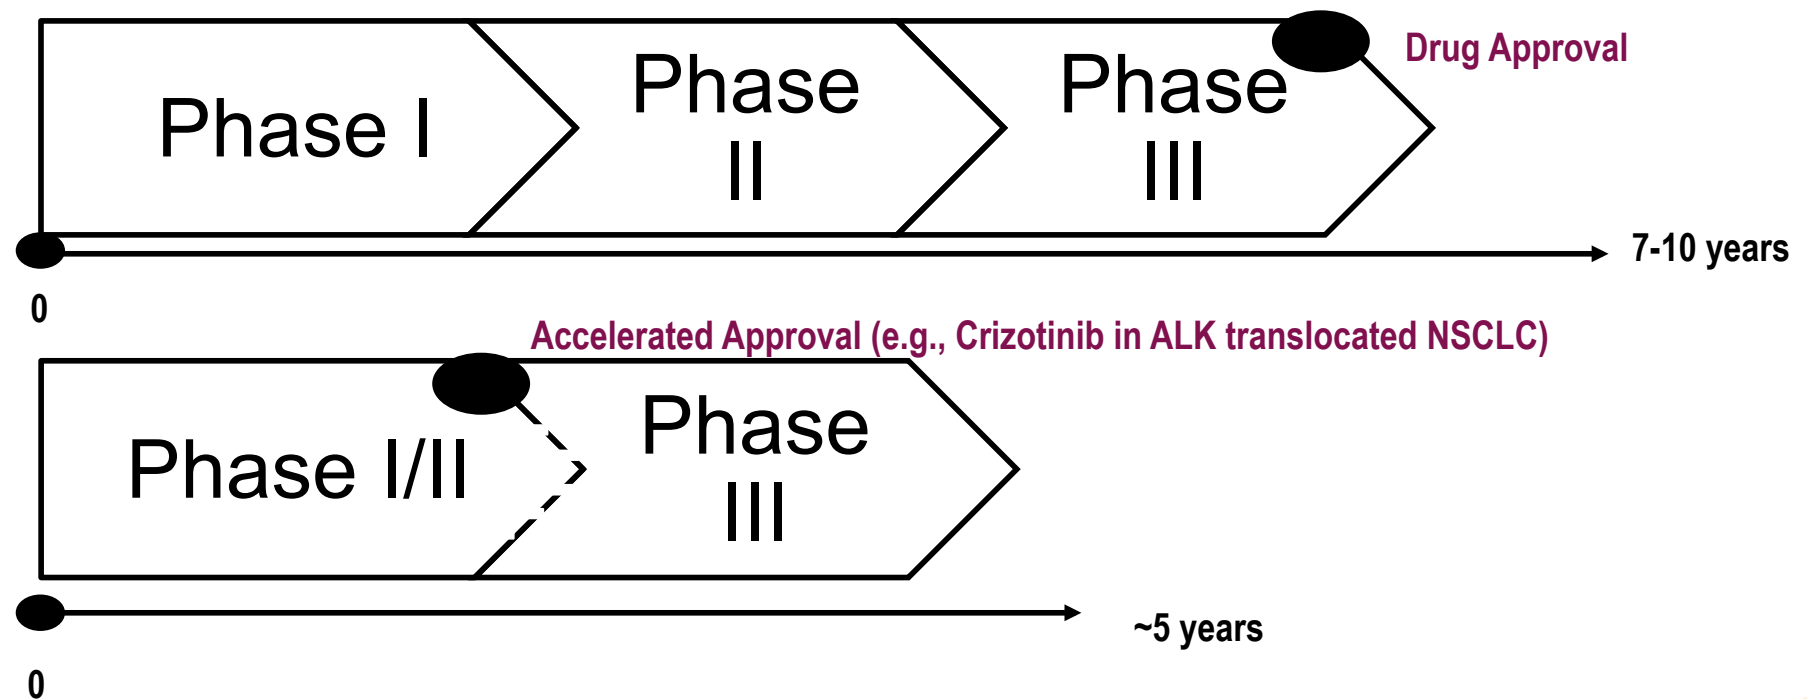 Phase I
Phase
II
Phase
III
Drug Approval
7-10 years
0
Accelerated Approval (e.g., Crizotinib in ALK translocated NSCLC)
Phase I/II
Phase
III
~5 years
0